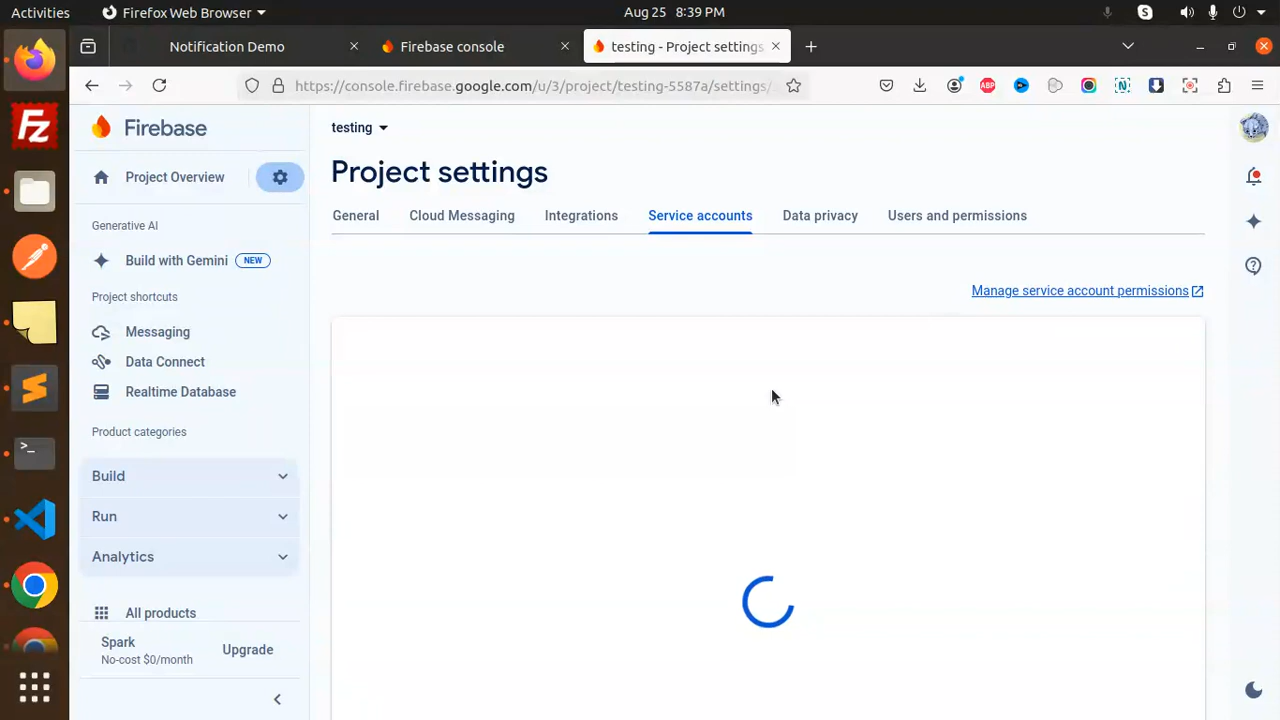 Activities
Firefox Web Browser
Aug 25 8:39 PM
Notification Demo
Firebase console
testing - Project settings
https://console.firebase.google.com/u/3/project/testing-5587a/settings/
ABP
Firebase
testing
Project Overview
Project settings
General
Cloud Messaging
Integrations
Service accounts
Data privacy
Users and permissions
Generative AI
Build with Gemini
NEW
Manage service account permissions
Project shortcuts
Messaging
Data Connect
Realtime Database
Product categories
Build
Run
Analytics
All products
Spark
No-cost $0/month
Upgrade